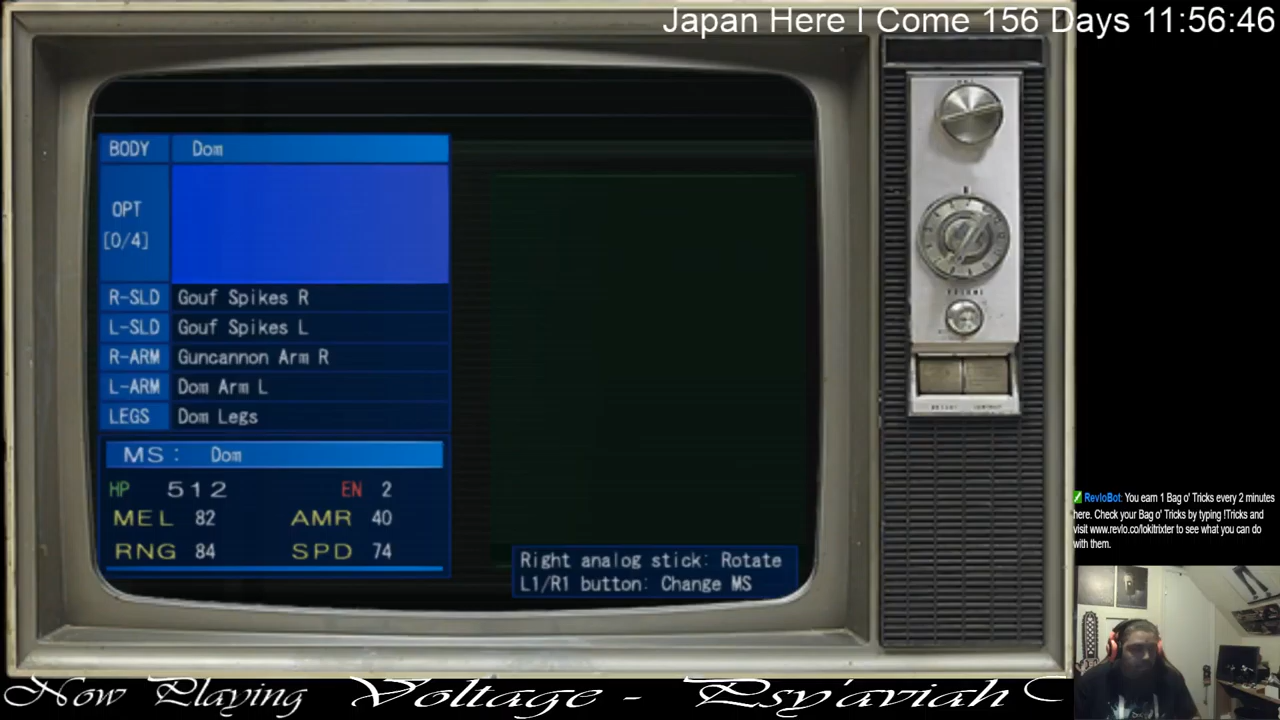 Japan Here I Come 156 Days 11:56:46
BODY Dom
OPT
[0/4]
R-SLD Gouf Spikes R
L-SLD Gouf Spikes L
R-ARM Guncannon Arm R
L-ARM Dom Arm L
LEGS Dom Legs
MS: Dom
HP 512 EN 2
MEL 82 AMR 40
RNG 84 SPD 74
Right analog stick: Rotate
L1/R1 button: Change MS
RevloBot: You earn 1 Bag o' Tricks every 2 minutes
here. Check your Bag o' Tricks by typing !Tricks and
visit www.revlo.co/lokitrixter to see what you can do
with them.
Now Playing Voltage - Psy'aviah